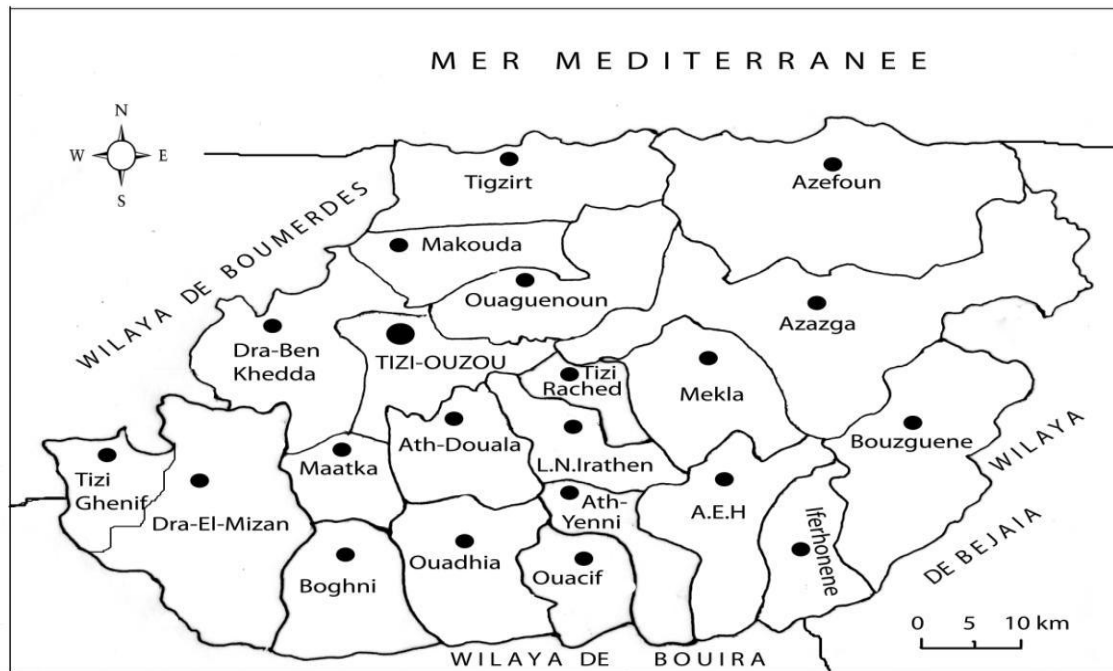 MER MEDITERRANEE
N
W E
S
Tigzirt
Azefoun
WILAYA DE BOUMERDES
Makouda
Ouaguenoun
Azazga
Dra-Ben
Khedda
TIZI-OUZOU
Tizi
Rached
Mekla
Ath-Douala
Bouzguene
Maatka
L.N.Irathen
Tizi
Ghenif
Dra-El-Mizan
Ath-
Yenni
A.E.H
Iferhonene
WILAYA
DE BEJAIA
Boghni
Ouadhia
Ouacif
0 5 10 km
WILAYA DE BOUIRA